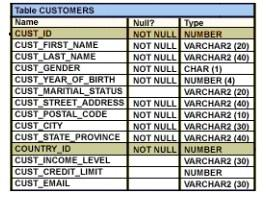 Table CUSTOMERS
Name Null? Type
CUST_ID NOT NULL NUMBER
CUST_FIRST_NAME NOT NULL VARCHAR2 (20)
CUST_LAST_NAME NOT NULL VARCHAR2 (40)
CUST_GENDER NOT NULL CHAR (1)
CUST_YEAR_OF_BIRTH NOT NULL NUMBER (4)
CUST_MARITIAL_STATUS VARCHAR2 (20)
CUST_STREET_ADDRESS NOT NULL VARCHAR2 (40)
CUST_POSTAL_CODE NOT NULL VARCHAR2 (10)
CUST_CITY NOT NULL VARCHAR2 (30)
CUST_STATE_PROVINCE NOT NULL VARCHAR2 (40)
COUNTRY_ID NOT NULL NUMBER
CUST_INCOME_LEVEL VARCHAR2 (30)
CUST_CREDIT_LIMIT NUMBER
CUST_EMAIL VARCHAR2 (30)